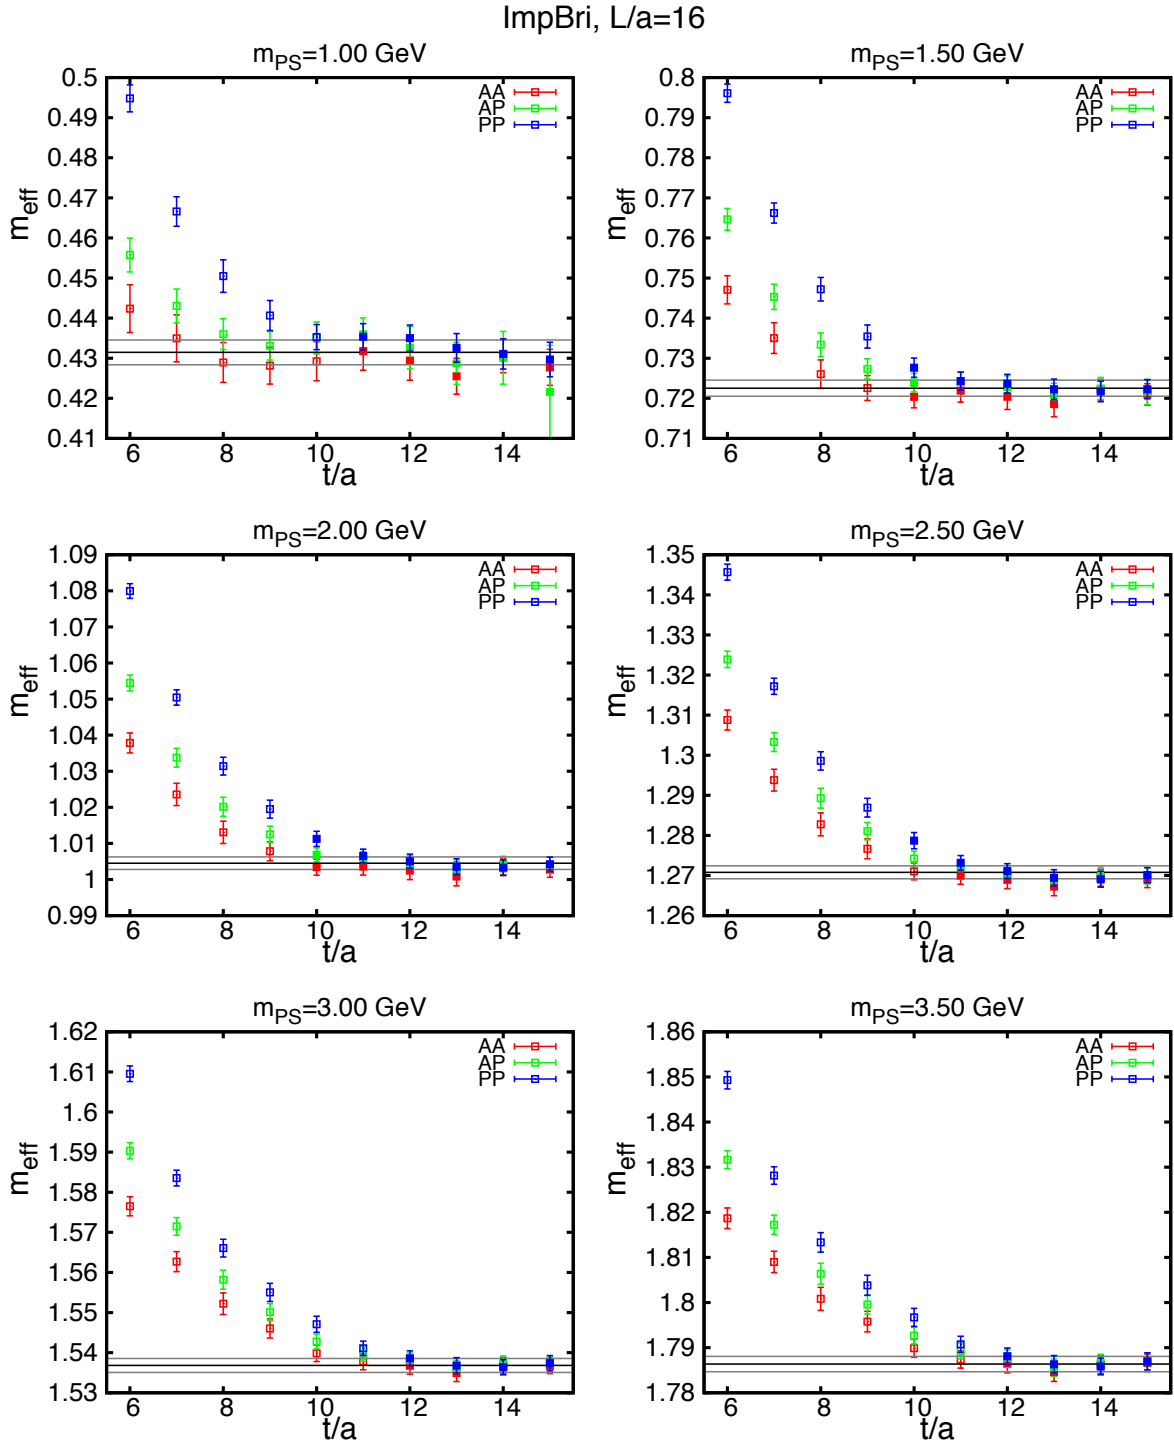 ImpBri, L/a=16
m_PS=1.00 GeV
0.5
0.49
0.48
0.47
0.46
0.45
0.44
0.43
0.42
0.41
m_eff
AA
AP
PP
6 8 10 12 14
t/a
m_PS=1.50 GeV
0.8
0.79
0.78
0.77
0.76
0.75
0.74
0.73
0.72
0.71
m_eff
AA
AP
PP
6 8 10 12 14
t/a
m_PS=2.00 GeV
1.09
1.08
1.07
1.06
1.05
1.04
1.03
1.02
1.01
1
0.99
m_eff
AA
AP
PP
6 8 10 12 14
t/a
m_PS=2.50 GeV
1.35
1.34
1.33
1.32
1.31
1.3
1.29
1.28
1.27
1.26
m_eff
AA
AP
PP
6 8 10 12 14
t/a
m_PS=3.00 GeV
1.62
1.61
1.6
1.59
1.58
1.57
1.56
1.55
1.54
1.53
m_eff
AA
AP
PP
6 8 10 12 14
t/a
m_PS=3.50 GeV
1.86
1.85
1.84
1.83
1.82
1.81
1.8
1.79
1.78
m_eff
AA
AP
PP
6 8 10 12 14
t/a